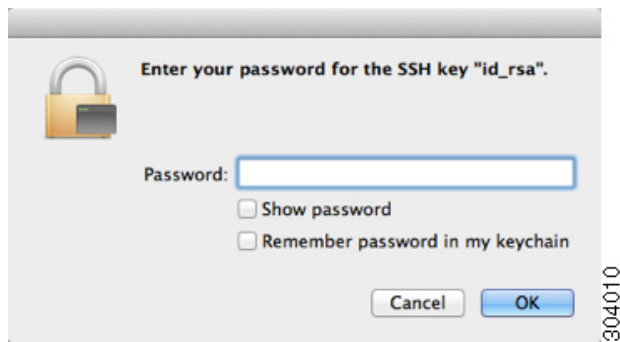 Enter your password for the SSH key "id_rsa".
Password:
Show password
Remember password in my keychain
Cancel
OK
304010